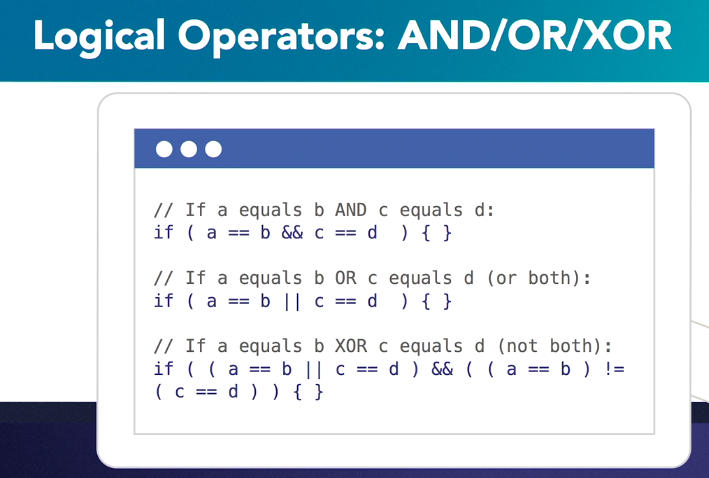 Logical Operators: AND/OR/XOR
// If a equals b AND c equals d:
if ( a == b && c == d  ) { }
// If a equals b OR c equals d (or both):
if ( a == b || c == d  ) { }
// If a equals b XOR c equals d (not both):
if ( ( a == b || c == d ) && ( ( a == b ) !=
( c == d ) ) { }